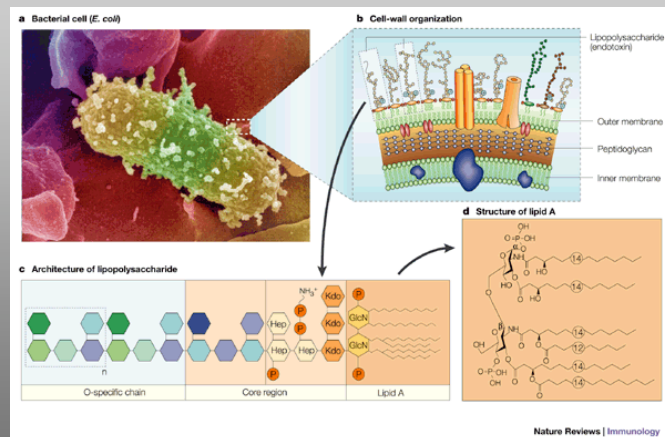 a Bacterial cell (E. coli)
b Cell-wall organization
Lipopolysaccharide
(endotoxin)
Outer membrane
Peptidoglycan
Inner membrane
c Architecture of lipopolysaccharide
NH3+
P
P
P
P
P
Hep
Hep
Hep
Kdo
Kdo
Kdo
GlcN
GlcN
n
O-specific chain
Core region
Lipid A
d Structure of lipid A
OH
O-P-OH
O
NH
O
HO
14
HO
14
NH
O
14
12
14
14
HO
O
OH
Nature Reviews | Immunology